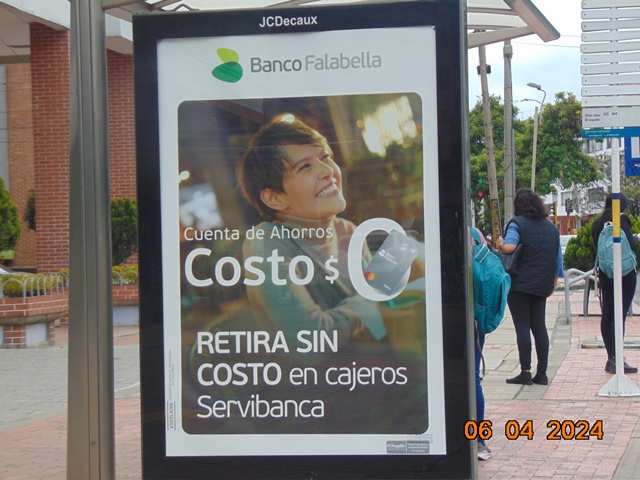 JCDecaux
Banco Falabella
Cuenta de Ahorros
Costo $0
RETIRA SIN
COSTO en cajeros
Servibanca
06 04 2024